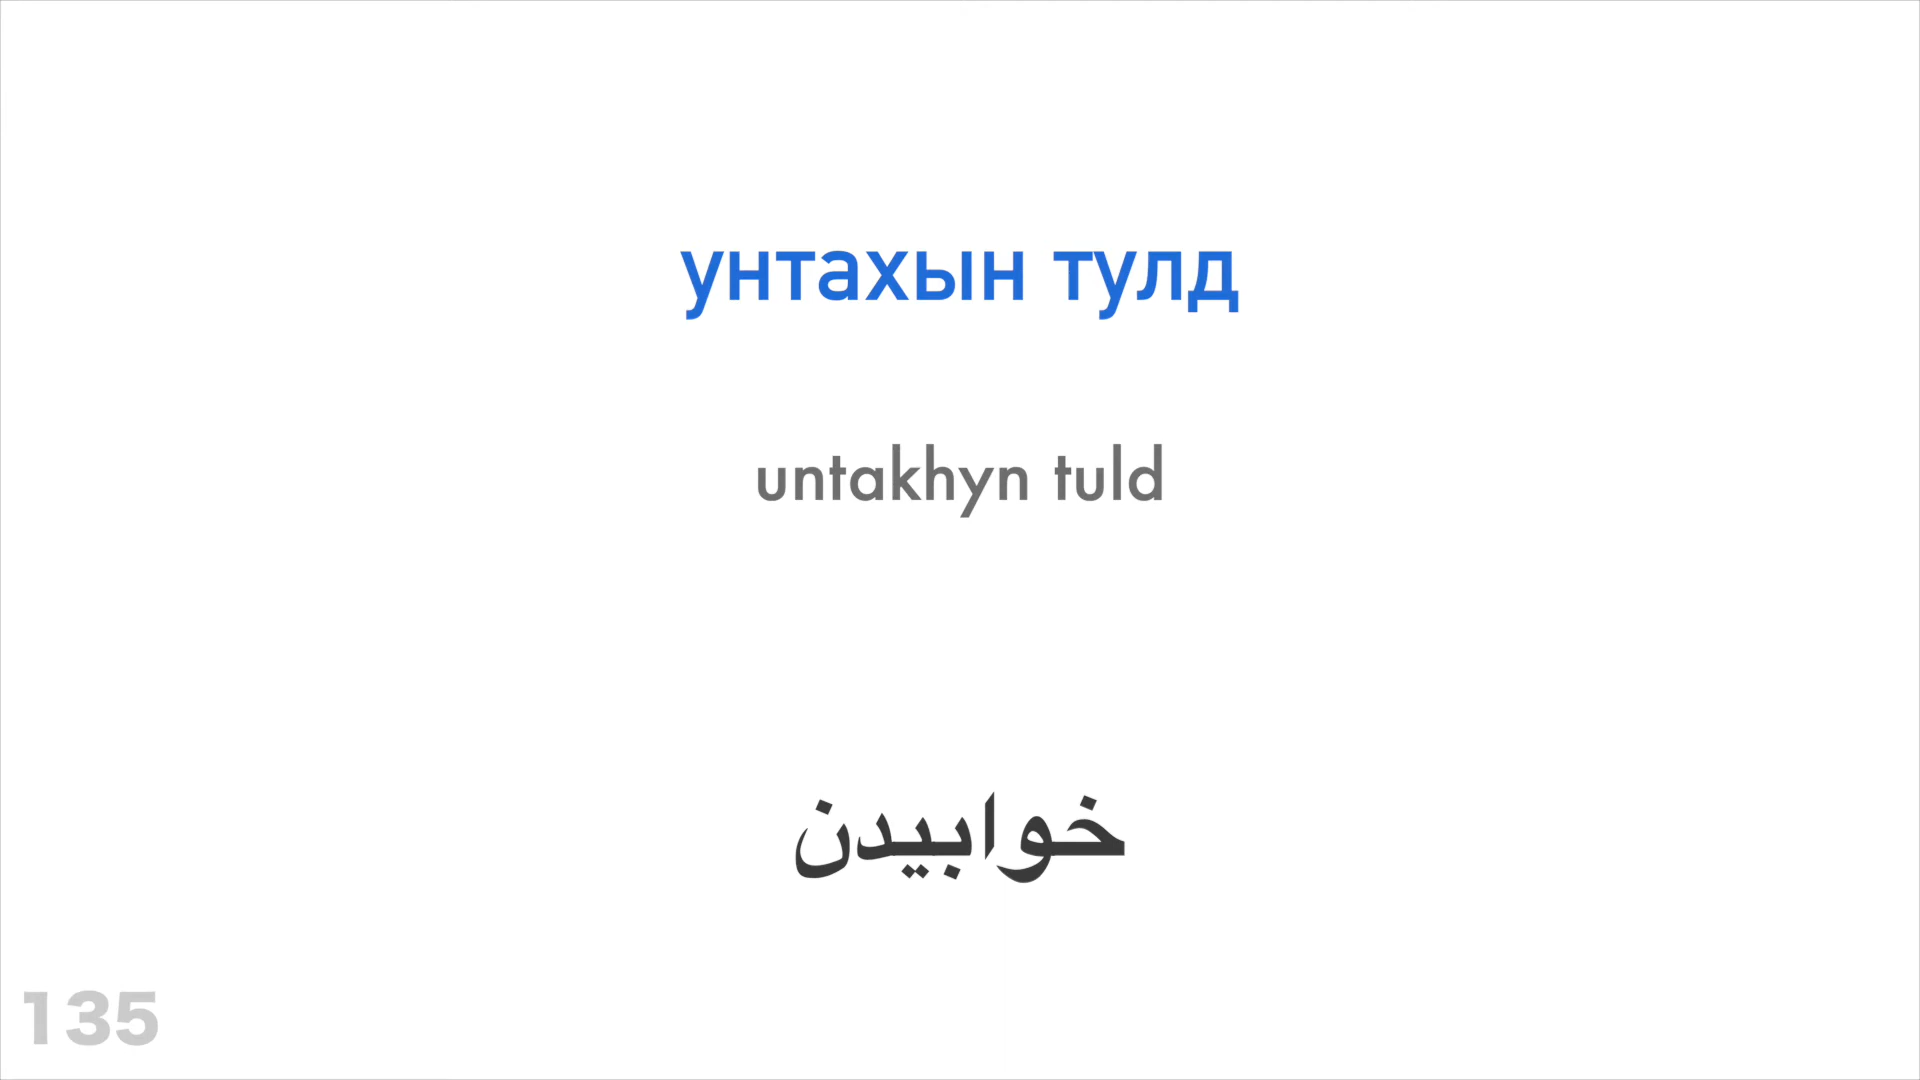 унтахын тулд
untakhyn tuld
خوابیدن
135